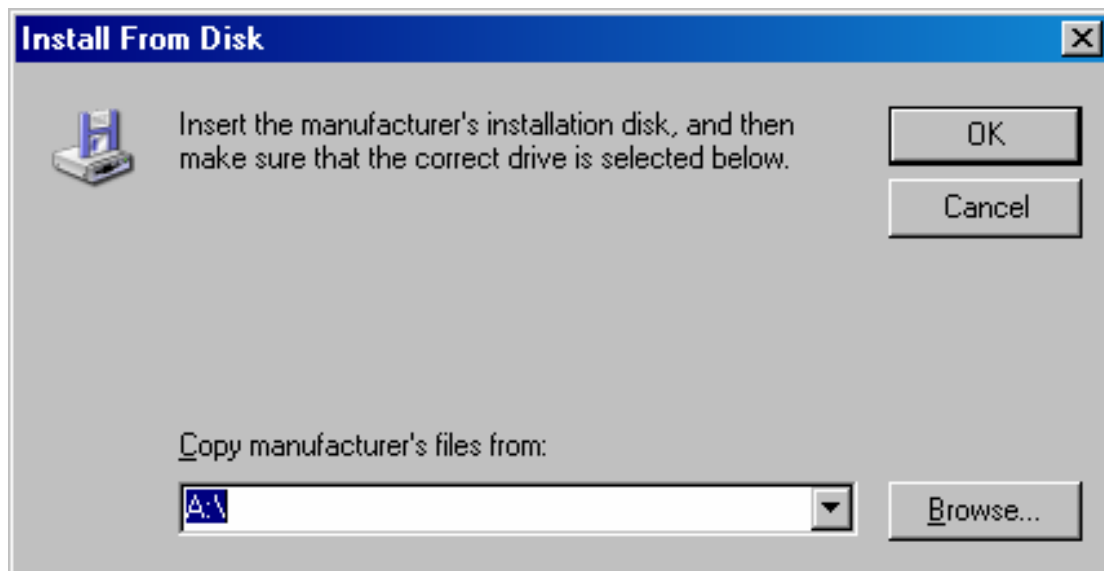 Install From Disk
Insert the manufacturer's installation disk, and then
make sure that the correct drive is selected below.
OK
Cancel
Copy manufacturer's files from:
A:\
Browse...